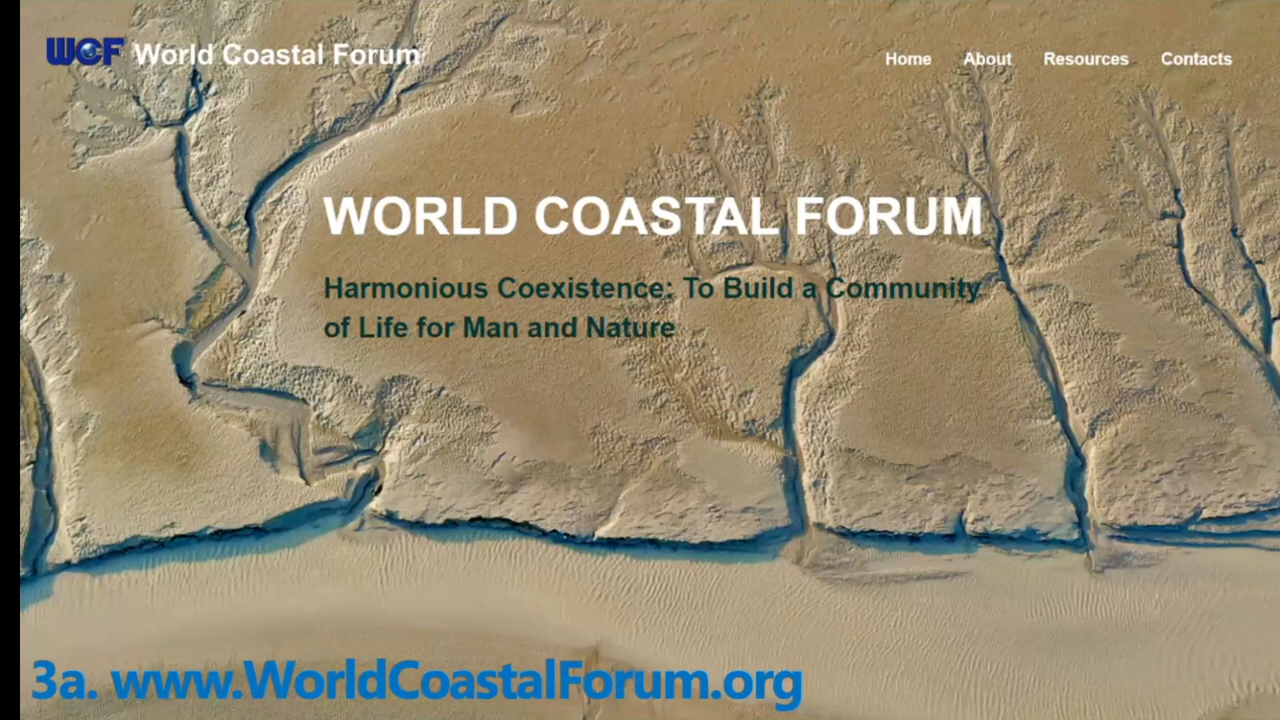 WCF World Coastal Forum
Home About Resources Contacts
WORLD COASTAL FORUM
Harmonious Coexistence: To Build a Community
of Life for Man and Nature
3a. www.WorldCoastalForum.org